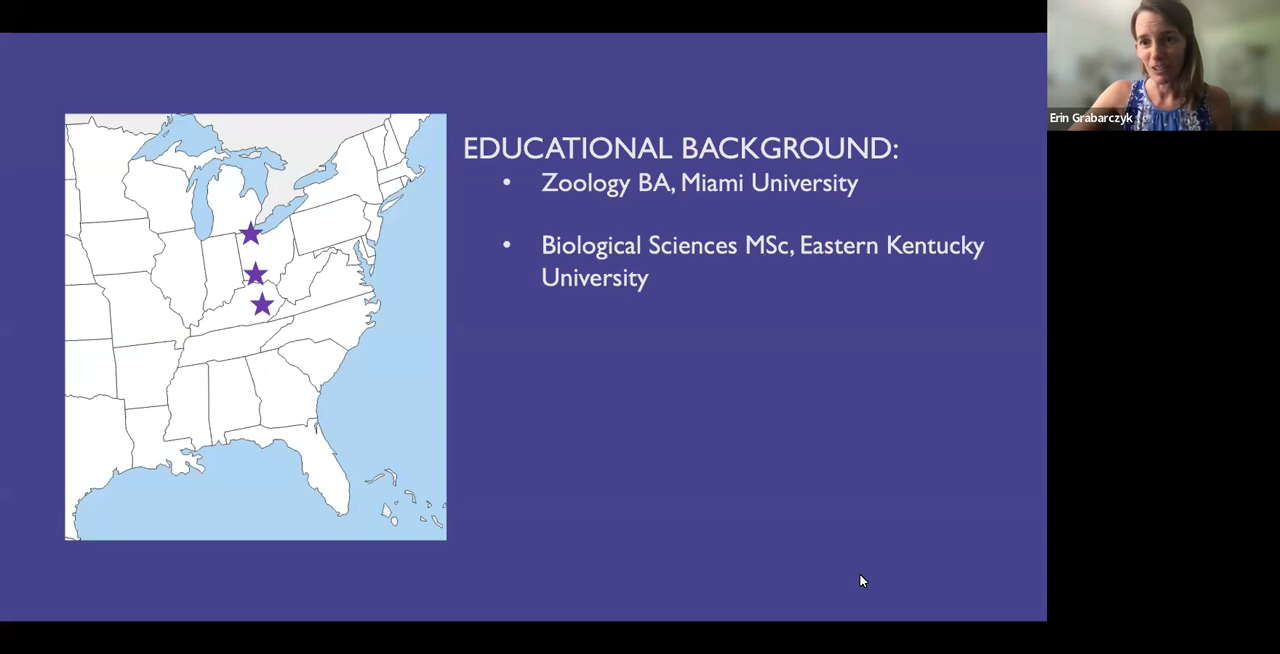 EDUCATIONAL BACKGROUND:
• Zoology BA, Miami University
• Biological Sciences MSc, Eastern Kentucky
University
Erin Grabarczyk